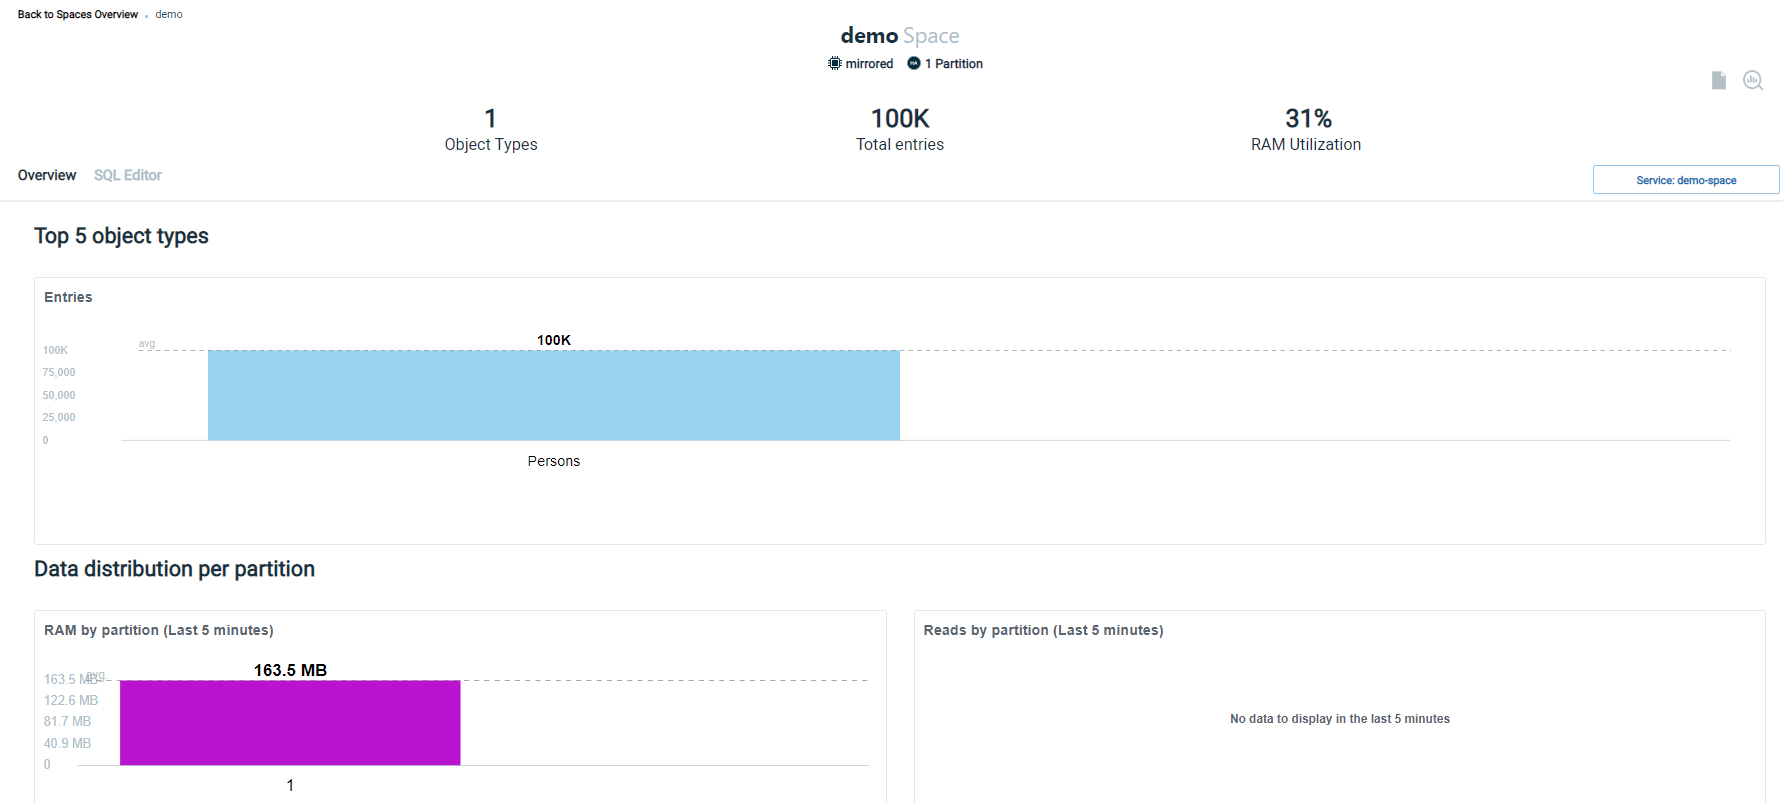 Back to Spaces Overview • demo
demo Space
mirrored HA 1 Partition
1
Object Types
100K
Total entries
31%
RAM Utilization
Overview SQL Editor
Service: demo-space
Top 5 object types
Entries
100K
avg.
100K
75,000
50,000
25,000
0
Persons
Data distribution per partition
RAM by partition (Last 5 minutes)
163.5 MB
avg.
163.5 MB
122.6 MB
81.7 MB
40.9 MB
0
1
Reads by partition (Last 5 minutes)
No data to display in the last 5 minutes